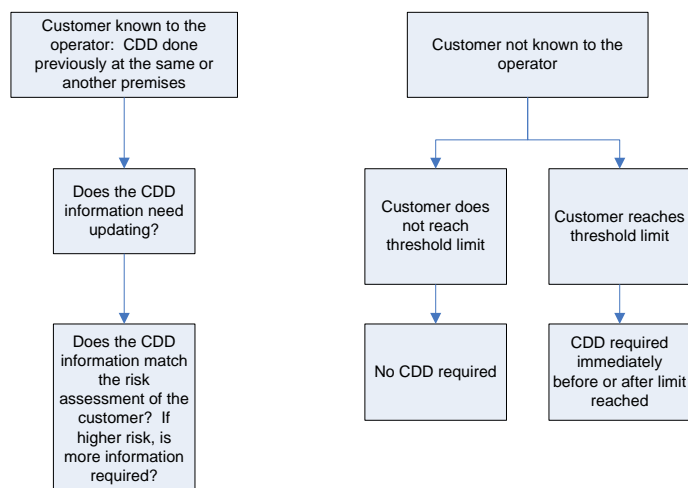 Customer known to the
operator:  CDD done
previously at the same or
another premises
Does the CDD
information need
updating?
Does the CDD
information match
the risk
assessment of the
customer?  If
higher risk, is
more information
required?
Customer not known to the
operator
Customer does
not reach
threshold limit
No CDD required
Customer reaches
threshold limit
CDD required
immediately
before or after limit
reached